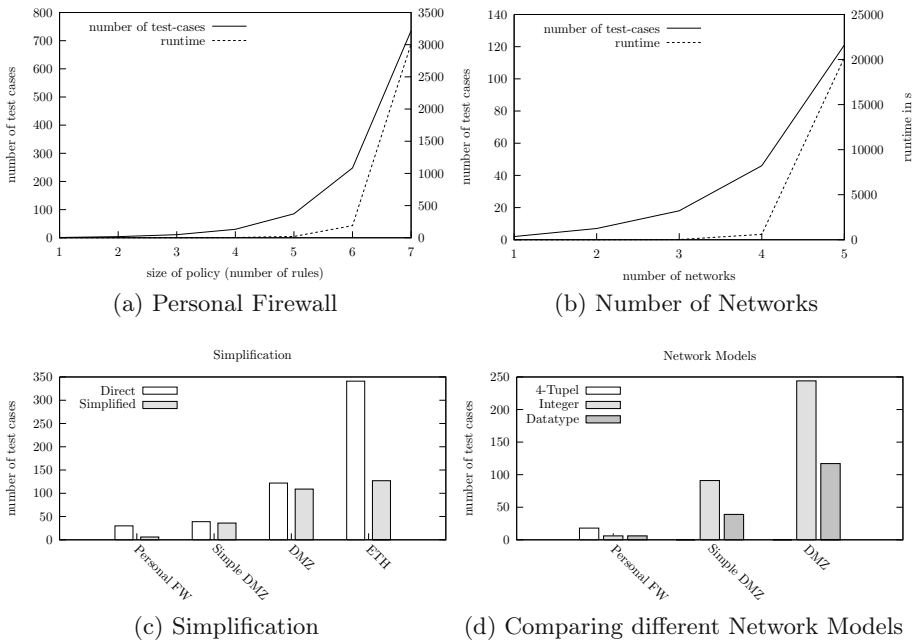 800
700
600
500
400
300
200
100
0
3500
3000
2500
2000
1500
1000
500
0
number of test cases
number of test-cases
runtime
1 2 3 4 5 6 7
size of policy (number of rules)
(a) Personal Firewall
140
120
100
80
60
40
20
0
25000
20000
15000
10000
5000
0
number of test cases
runtime in s
number of test-cases
runtime
1 2 3 4 5
number of networks
(b) Number of Networks
Simplification
350
300
250
200
150
100
50
0
number of test cases
Direct
Simplified
Personal FW
Simple DMZ
DMZ
ETH
(c) Simplification
Network Models
250
200
150
100
50
0
number of test cases
4-Tupel
Integer
Datatype
Personal FW
Simple DMZ
DMZ
(d) Comparing different Network Models